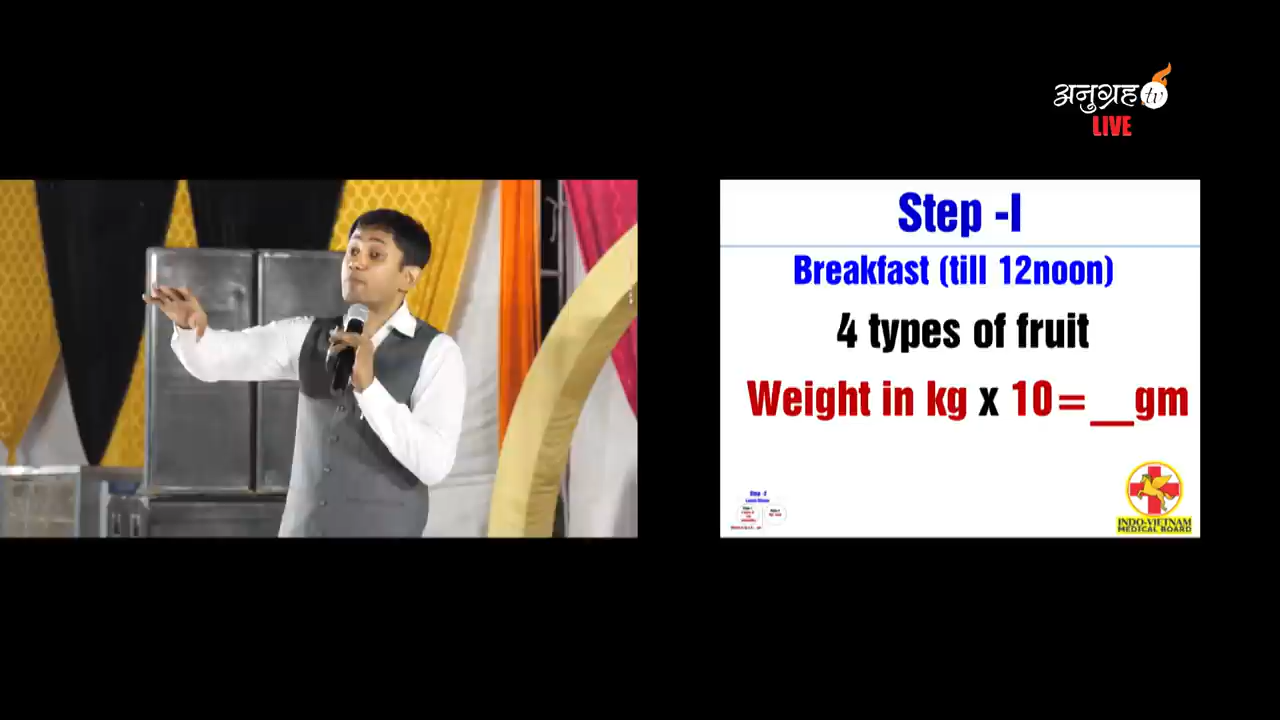 अनुग्रह tv
LIVE
Step -I
Breakfast (till 12noon)
4 types of fruit
Weight in kg x 10=__gm
INDO-VIETNAM
MEDICAL BOARD